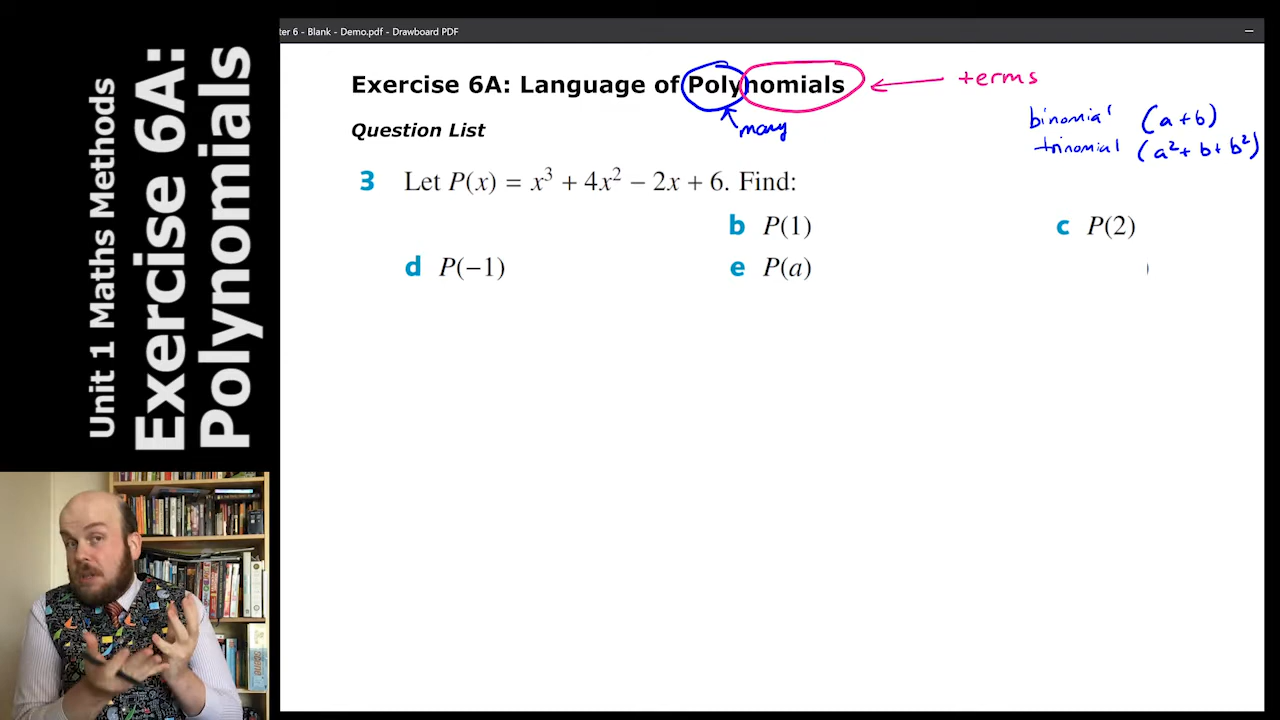 Unit 1 Maths Methods
Exercise 6A:
Polynomials
ter 6 - Blank - Demo.pdf - Drawboard PDF
Exercise 6A: Language of Polynomials
terms
many
binomial (a+b)
trinomial (a² + b + b²)
Question List
3 Let P(x) = x³ + 4x² − 2x + 6. Find:
b P(1) c P(2)
d P(−1) e P(a)